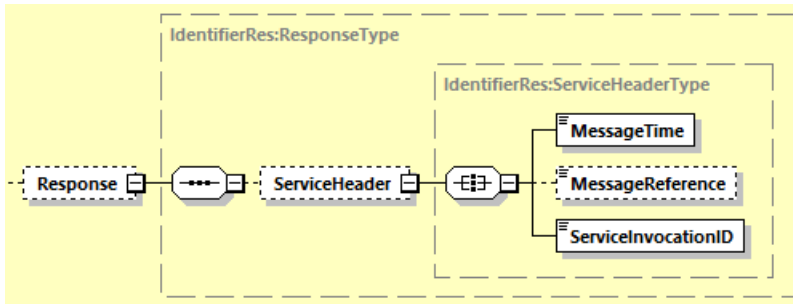 IdentifierRes:ResponseType
IdentifierRes:ServiceHeaderType
MessageTime
Response
ServiceHeader
MessageReference
ServiceInvocationID